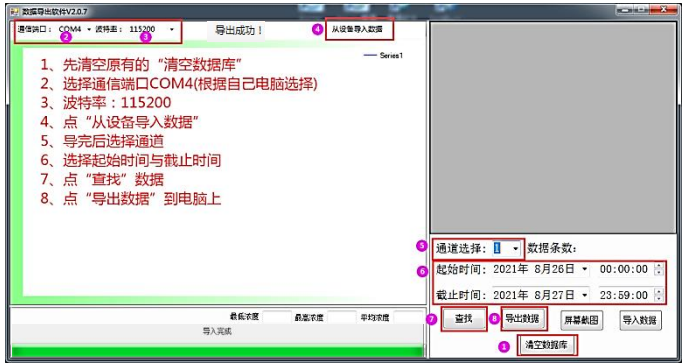 数据导出软件V2.0.7
通信端口： COM4 波特率： 115200 导出成功！ 4 从设备导入数据
2 3
Series1
1、先清空原有的“清空数据库”
2、选择通信端口COM4(根据自己电脑选择)
3、波特率：115200
4、点“从设备导入数据”
5、导完后选择通道
6、选择起始时间与截止时间
7、点“查找”数据
8、点“导出数据”到电脑上
5 通道选择： 1 数据条数：
6 起始时间： 2021年 8月26日 00:00:00
截止时间： 2021年 8月27日 23:59:00
最低浓度 最高浓度 平均浓度
导入完成
7 查找 8 导出数据 屏幕截图 导入数据
1 清空数据库